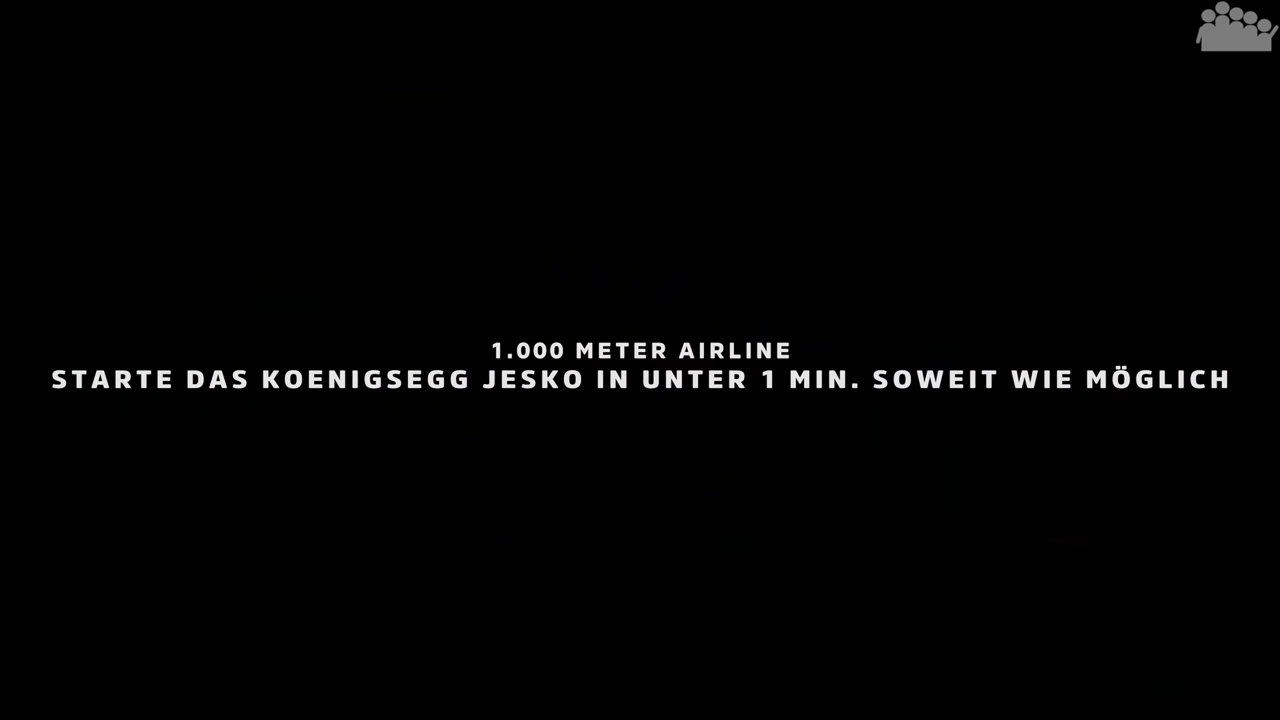 1.000 METER AIRLINE
STARTE DAS KOENIGSEGG JESKO IN UNTER 1 MIN. SOWEIT WIE MÖGLICH